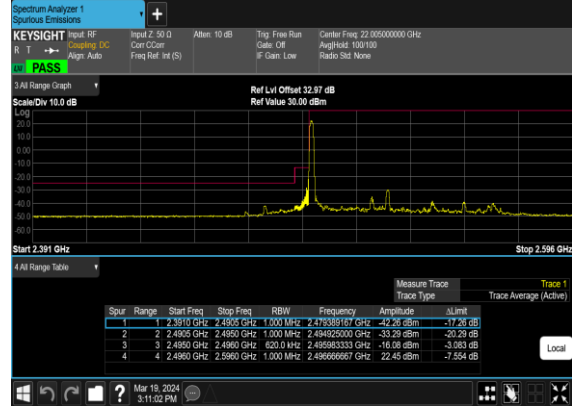 Spectrum Analyzer 1
Spurious Emissions
+
KEYSIGHT Input: RF Input Z: 50 Ω Atten: 10 dB Trig: Free Run Center Freq: 22.005000000 GHz
R T Coupling: DC Corr CCorr Gate: Off Avg|Hold: 100/100
Align: Auto Freq Ref: Int (S) IF Gain: Low Radio Std: None
PASS
3 All Range Graph
Ref Lvl Offset 32.97 dB
Scale/Div 10.0 dB Ref Value 30.00 dBm
Log
20.0
10.0
0.00
-10.0
-20.0
-30.0
-40.0
-50.0
-60.0
Start 2.391 GHz Stop 2.596 GHz
4 All Range Table
Measure Trace Trace 1
Trace Type Trace Average (Active)
Spur Range Start Freq Stop Freq RBW Frequency Amplitude ΔLimit
1 1 2.3910 GHz 2.4905 GHz 1.000 MHz 2.479389167 GHz -42.26 dBm -17.26 dB
2 2 2.4905 GHz 2.4950 GHz 1.000 MHz 2.494925000 GHz -33.29 dBm -20.29 dB
3 3 2.4950 GHz 2.4960 GHz 620.0 kHz 2.495983333 GHz -16.08 dBm -3.083 dB
4 4 2.4960 GHz 2.5960 GHz 1.000 MHz 2.496666667 GHz 22.45 dBm -7.554 dB
Local
?
Mar 19, 2024
3:11:02 PM